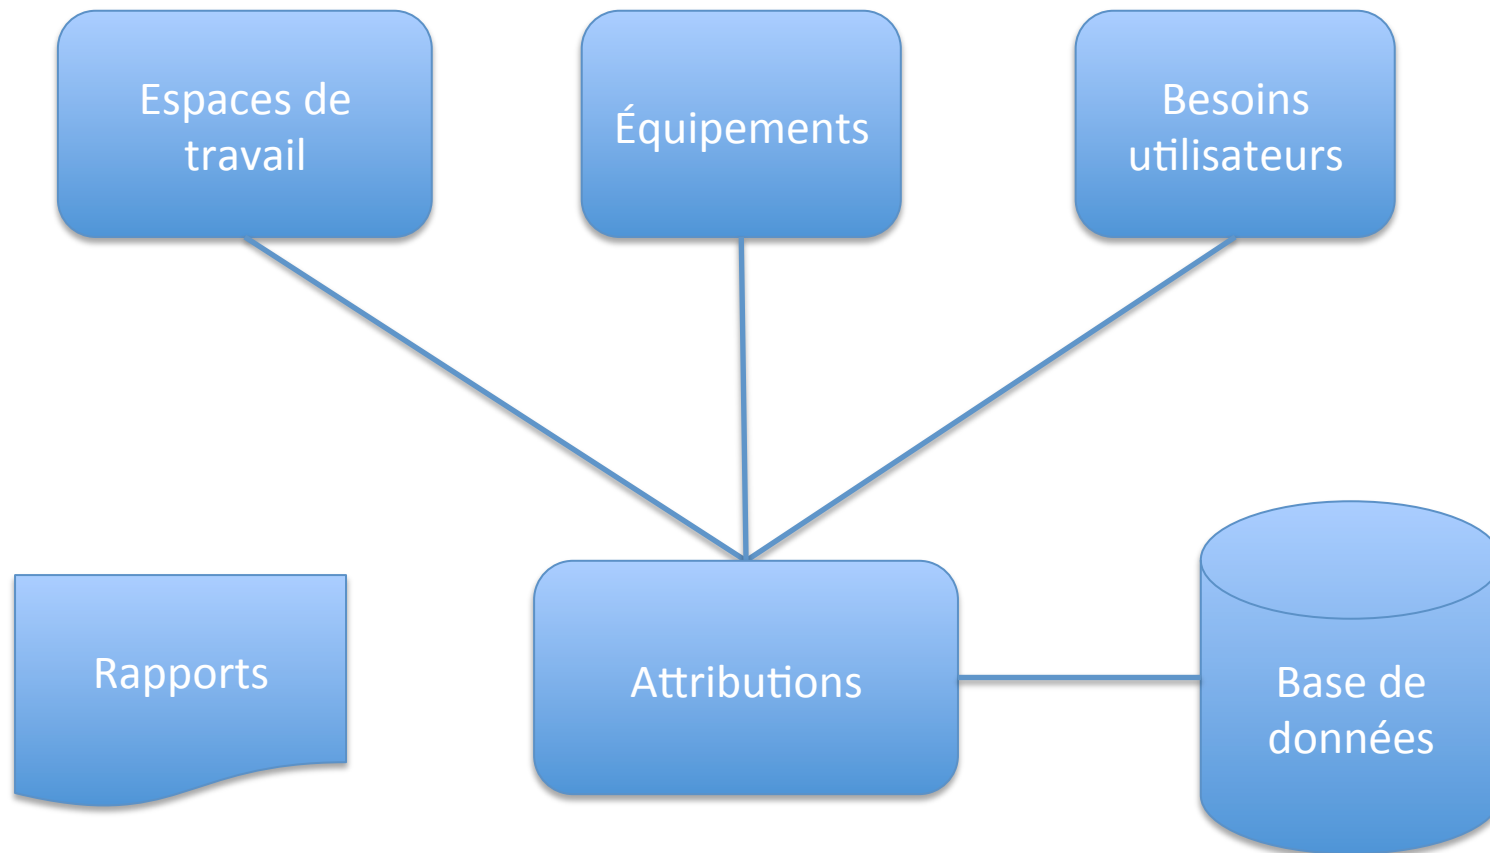 Espaces de
travail
Équipements
Besoins
utilisateurs
Rapports
Attributions
Base de
données